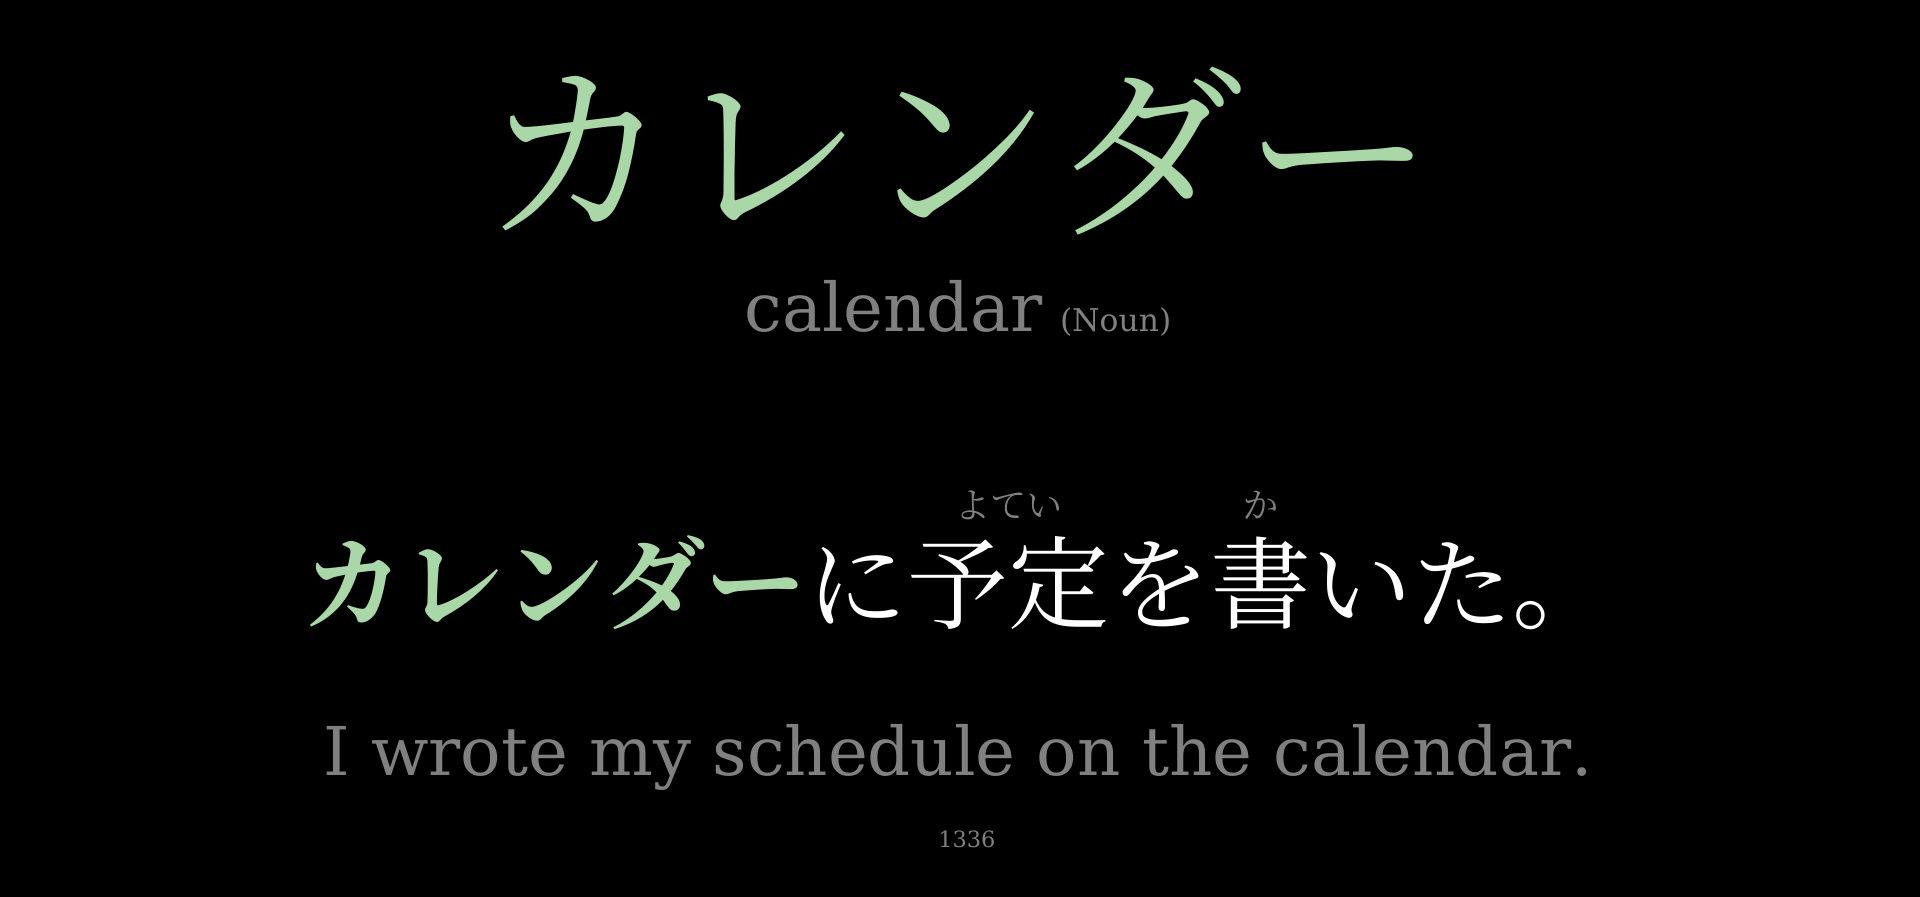 カレンダー
calendar (Noun)
よてい か
カレンダーに予定を書いた。
I wrote my schedule on the calendar.
1336